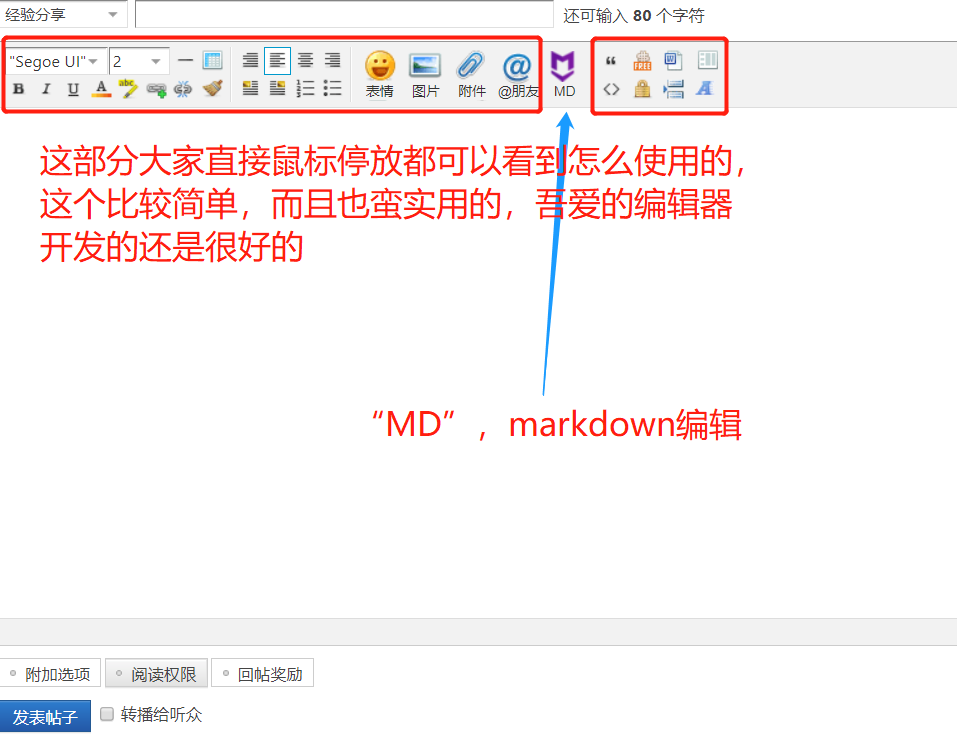 经验分享
还可输入 80 个字符
"Segoe UI"
2
B I U A abc
表情 图片 附件 @朋友 MD
FREE
W
A
这部分大家直接鼠标停放都可以看到怎么使用的，
这个比较简单，而且也蛮实用的，吾爱的编辑器
开发的还是很好的
“MD”，markdown编辑
附加选项 阅读权限 回帖奖励
发表帖子 转播给听众